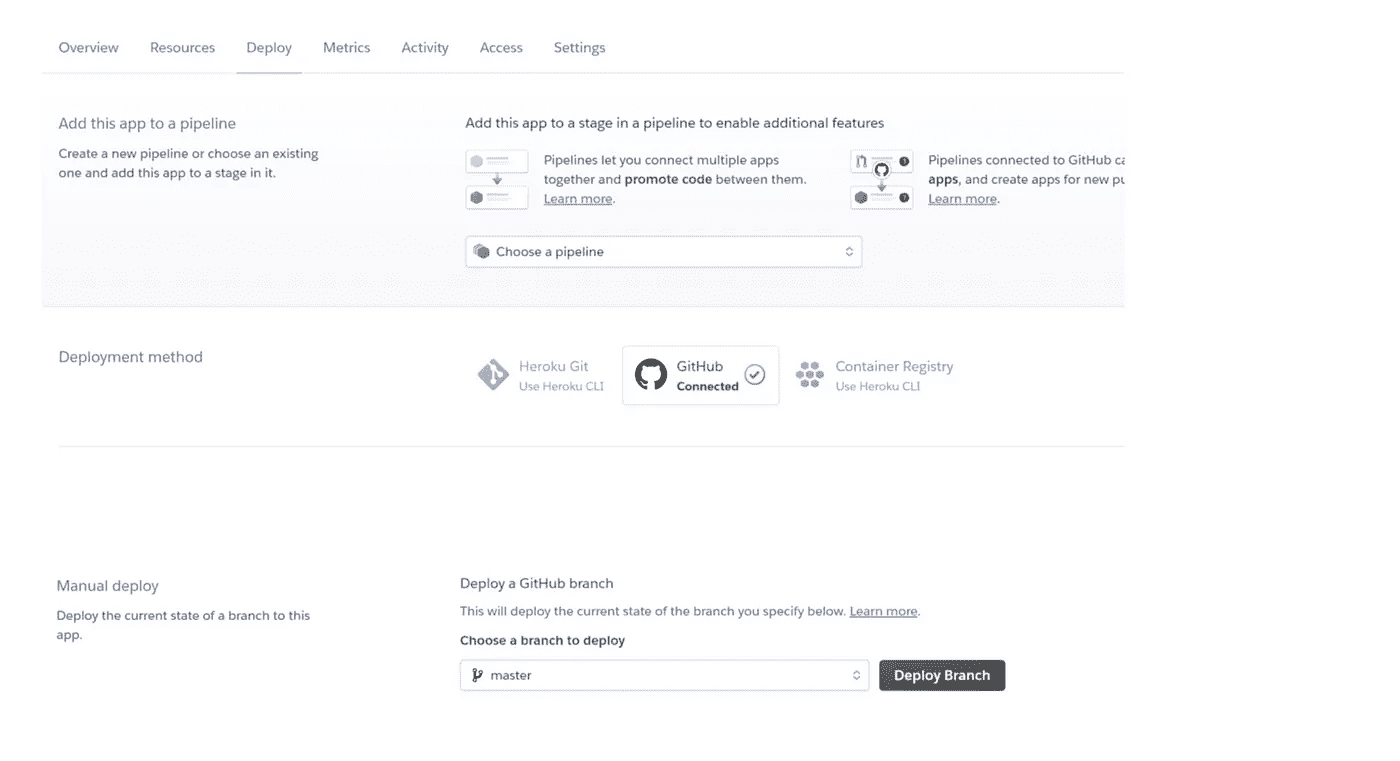 Overview Resources Deploy Metrics Activity Access Settings
Add this app to a pipeline
Create a new pipeline or choose an existing
one and add this app to a stage in it.
Add this app to a stage in a pipeline to enable additional features
Pipelines let you connect multiple apps
together and promote code between them.
Learn more.
Pipelines connected to GitHub ca
apps, and create apps for new pu
Learn more.
Choose a pipeline
Deployment method
Heroku Git
Use Heroku CLI
GitHub
Connected
Container Registry
Use Heroku CLI
Manual deploy
Deploy the current state of a branch to this
app.
Deploy a GitHub branch
This will deploy the current state of the branch you specify below. Learn more.
Choose a branch to deploy
master
Deploy Branch